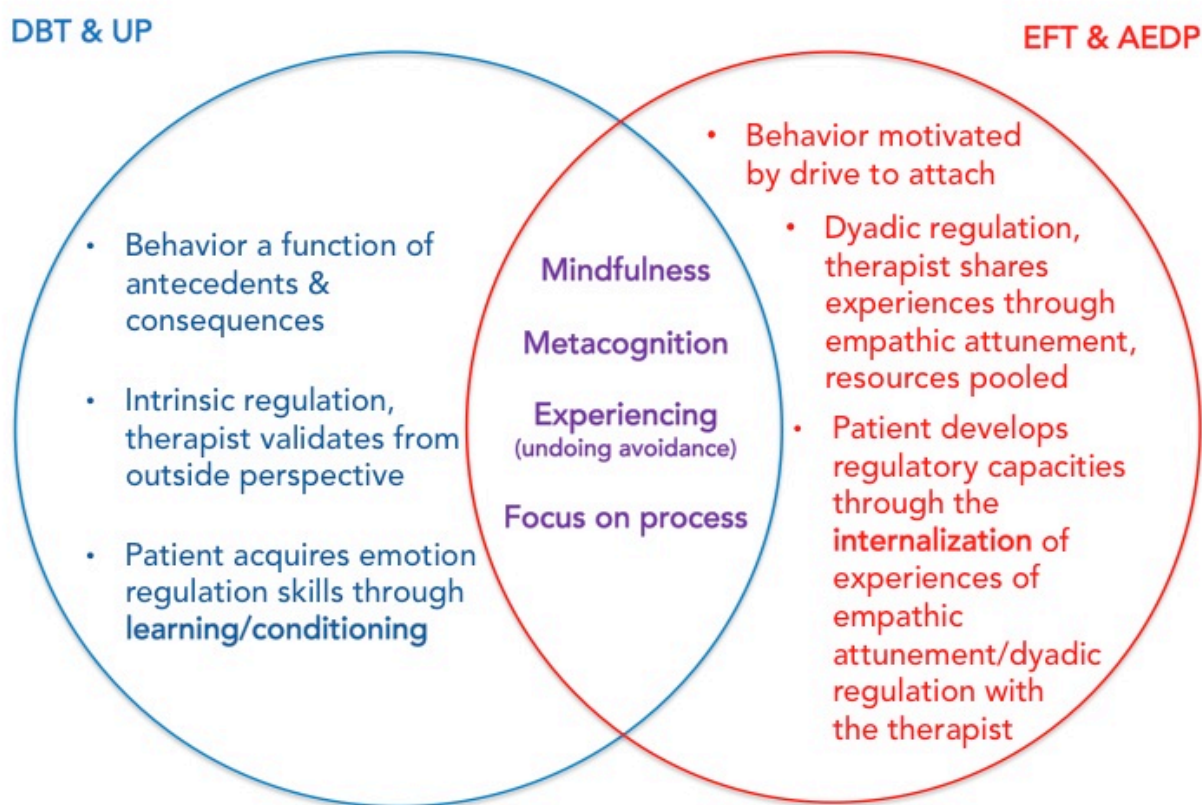 DBT & UP
EFT & AEDP
• Behavior a function of
antecedents &
consequences
• Intrinsic regulation,
therapist validates from
outside perspective
• Patient acquires emotion
regulation skills through
learning/conditioning
Mindfulness
Metacognition
Experiencing
(undoing avoidance)
Focus on process
• Behavior motivated
by drive to attach
• Dyadic regulation,
therapist shares
experiences through
empathic attunement,
resources pooled
• Patient develops
regulatory capacities
through the
internalization of
experiences of
empathic
attunement/dyadic
regulation with
the therapist